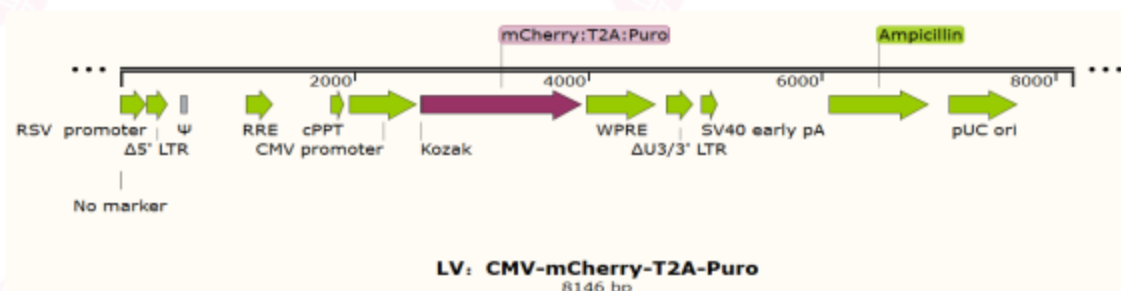 mCherry:T2A:Puro
Ampicillin
2000
4000
6000
8000
RSV promoter
Ψ
RRE
cPPT
WPRE
SV40 early pA
pUC ori
Δ5' LTR
CMV promoter
Kozak
ΔU3/3' LTR
No marker
LV: CMV-mCherry-T2A-Puro
8146 bp